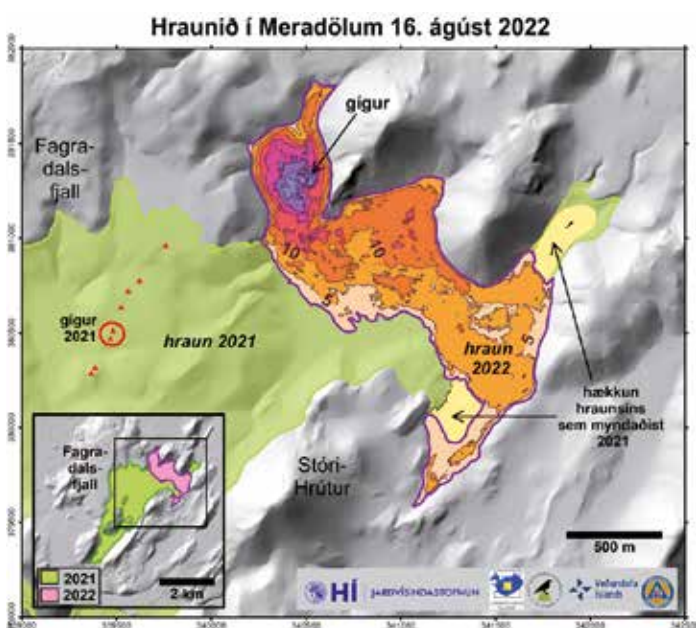 Hraunið í Meradölum 16. ágúst 2022
gígur
Fagra-
dals-
fjall
10
10
gígur
2021
hraun 2021
5
hraun
2022
5
hækkun
hraunsins
sem myndaðist
2021
Stóri-
Hrútur
Fagra-
dals-
fjall
2021
2022
2 km
500 m
HÍ
JARÐVÍSINDASTOFNUN
Veðurstofa
Íslands